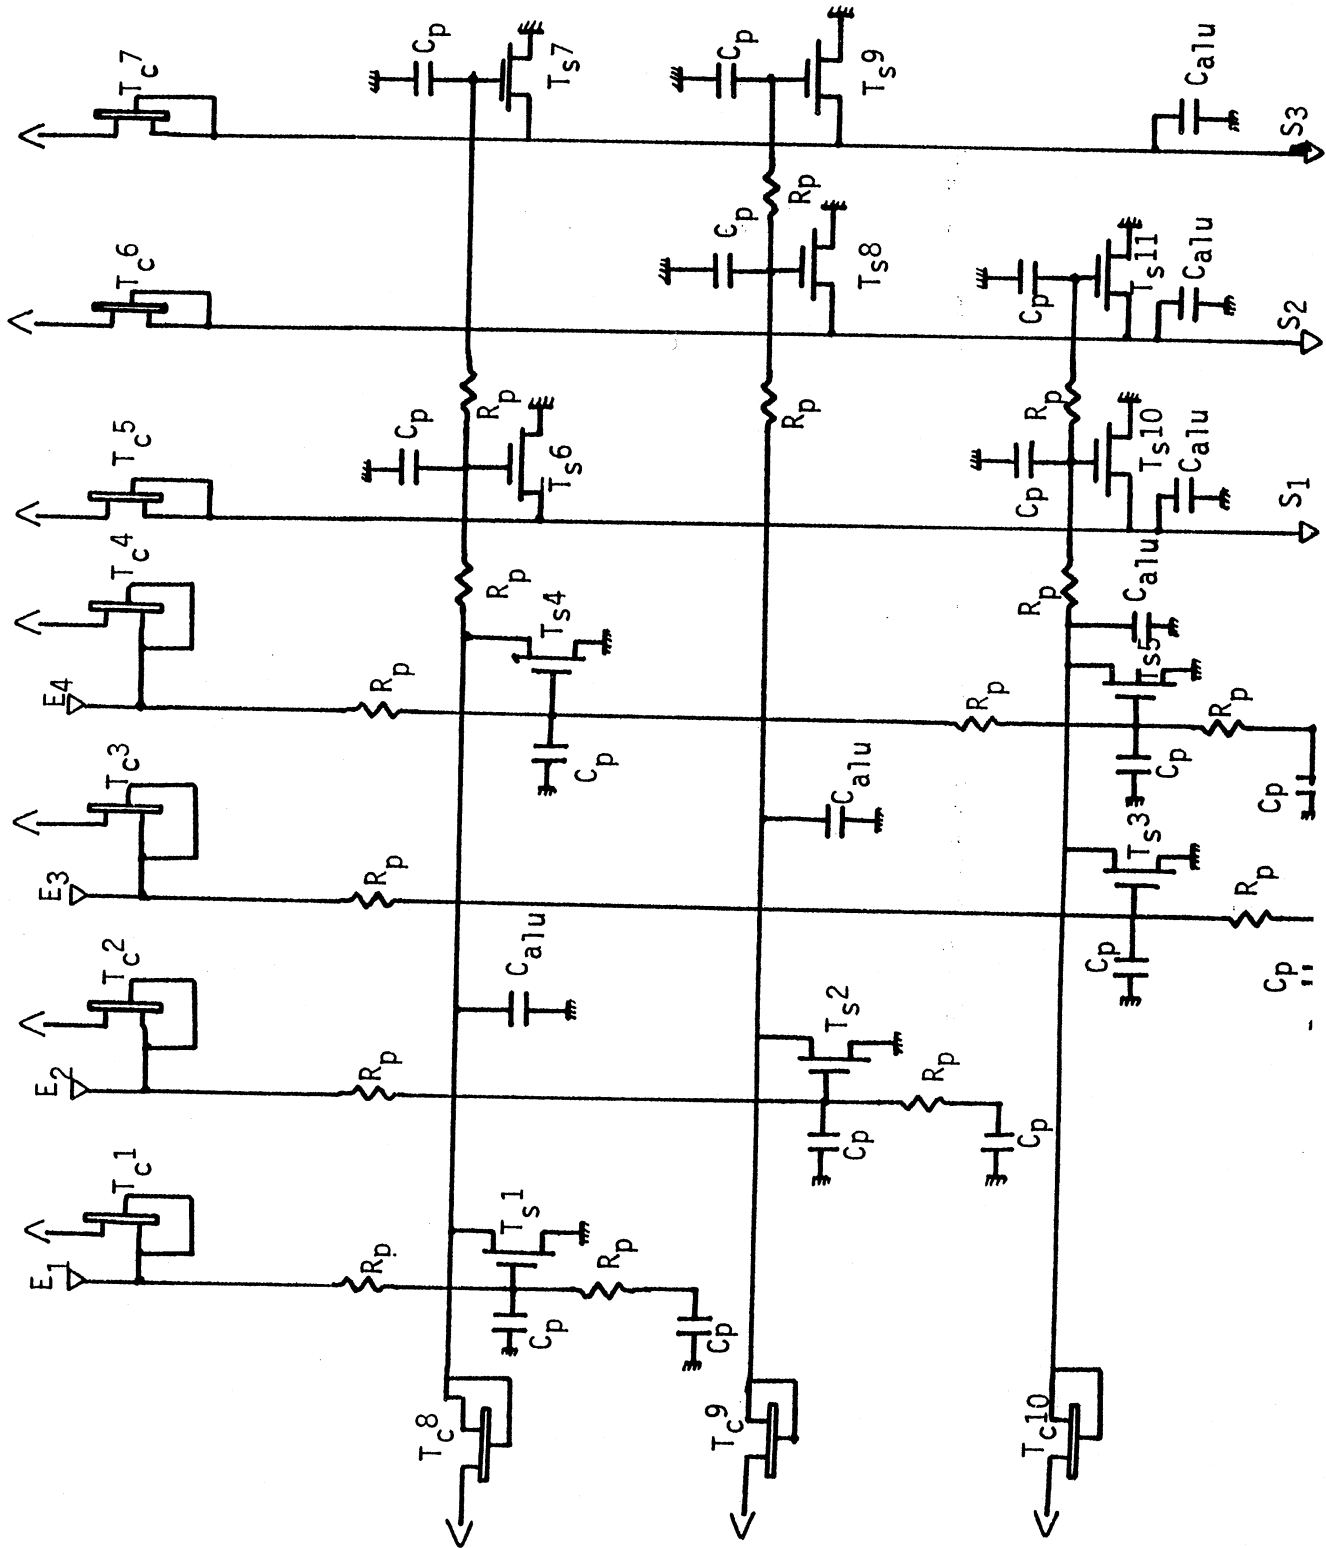 Tc7
Tc6
Tc5
Tc4
Tc3
Tc2
Tc1
E4
E3
E2
E1
Cp
Ts7
Cp
Ts9
Calu
S3
Rp
Cp
Ts8
Cp
Ts11
Calu
S2
Rp
Cp
Ts6
Rp
Rp
Cp
Ts10
Calu
S1
Rp
Ts4
Rp
Calu
Rp
Cp
Rp
Ts5
Rp
Cp
Cp
Rp
Calu
Ts3
Rp
Cp
Cp
Calu
Rp
Ts2
Rp
Cp
Cp
Rp
Ts1
Rp
Cp
Cp
Tc8
Tc9
Tc10